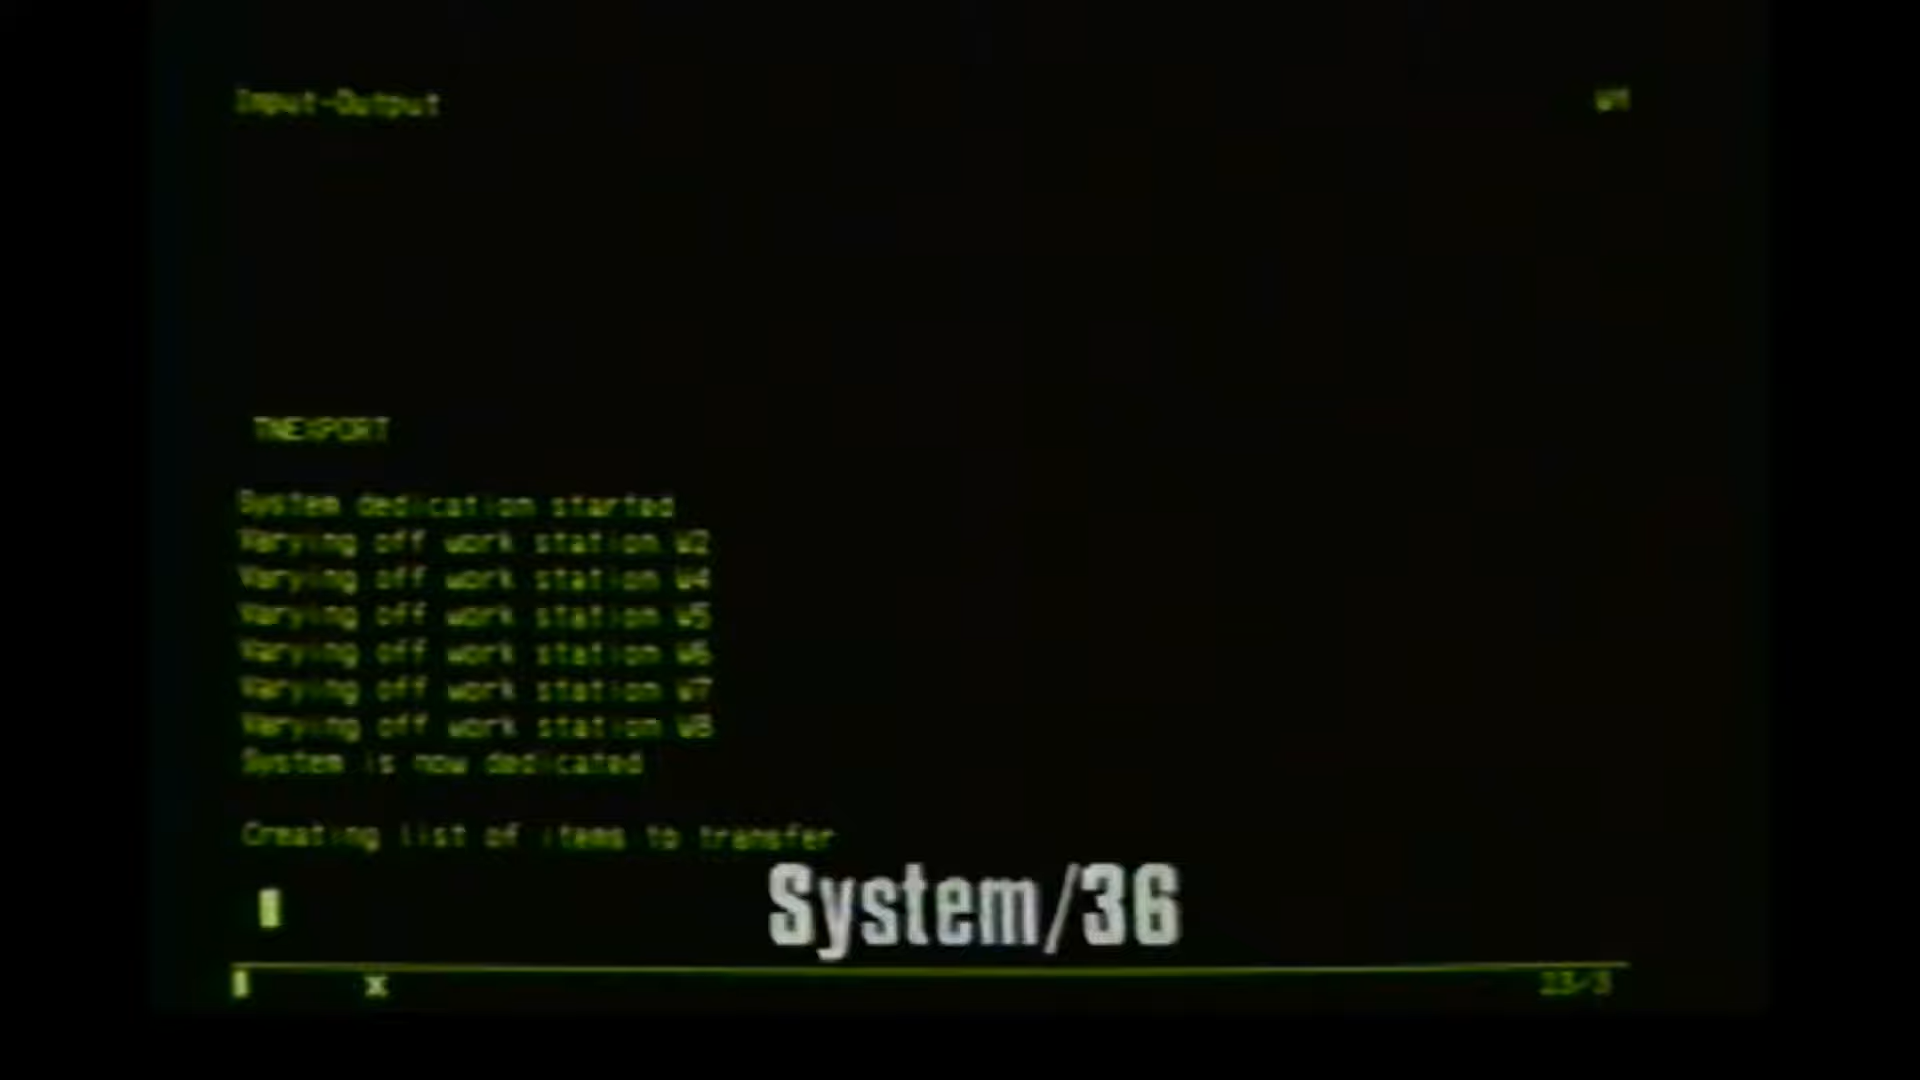 Input-Output W1
TNEXPORT
System dedication started
Varying off work station W2
Varying off work station W4
Varying off work station W5
Varying off work station W6
Varying off work station W7
Varying off work station W8
System is now dedicated
Creating list of items to transfer
System/36
x 23/3